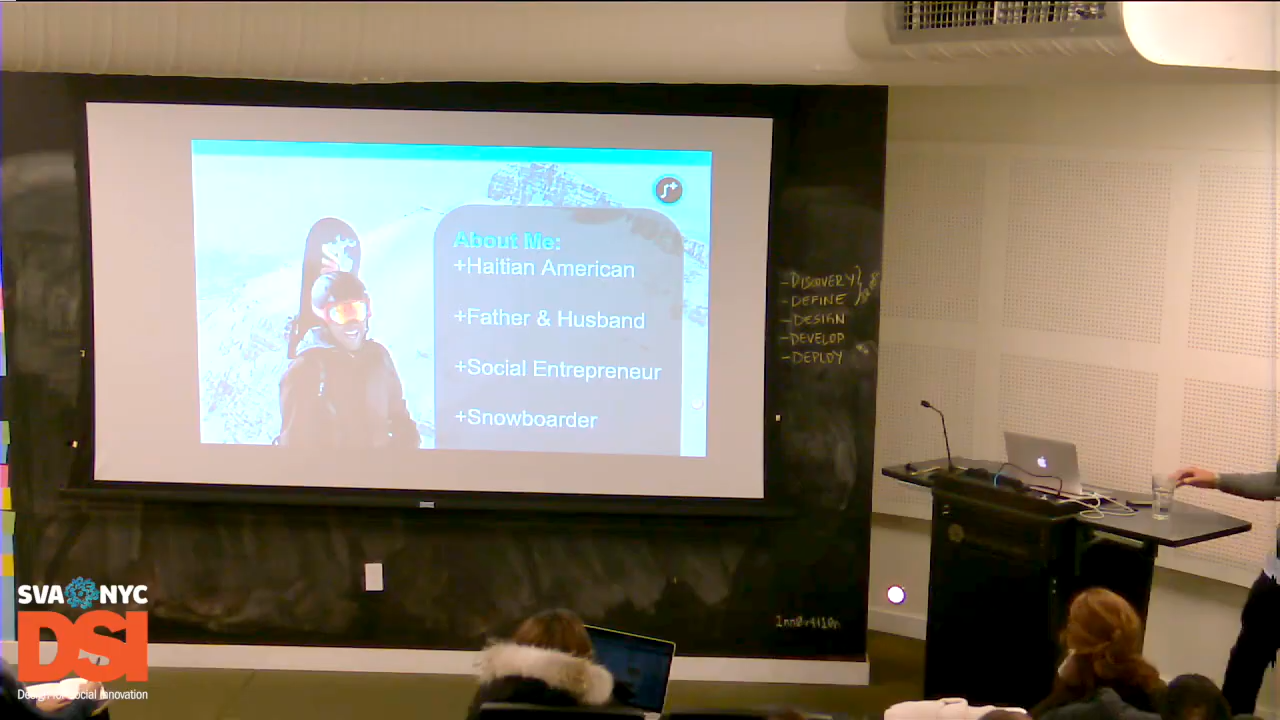 About Me:
+Haitian American
+Father & Husband
+Social Entrepreneur
+Snowboarder
-DISCOVERY
-DEFINE
-DESIGN
-DEVELOP
-DEPLOY
Inn0v4t10n
SVA NYC
DSI
Design for Social Innovation